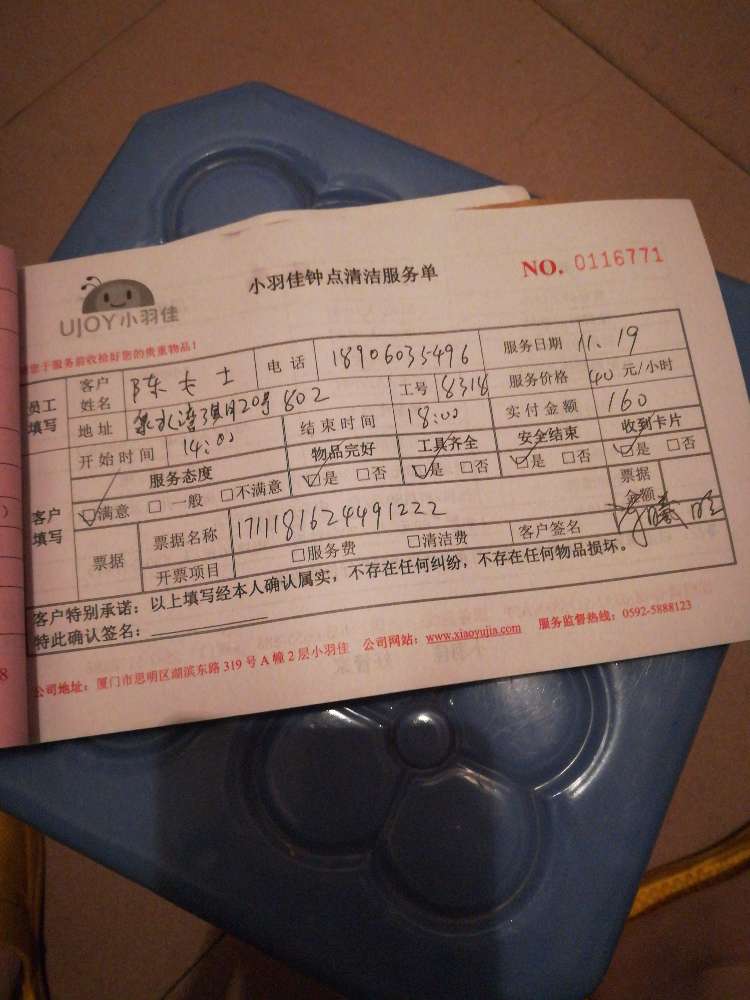 小羽佳钟点清洁服务单
NO. 0116771
UJOY小羽佳
于服务前收捡好您的贵重物品！
员工填写 客户姓名 陈女士 电话 18906035496 服务日期 11.19
地址 20号802 工号 8318 服务价格 40元/小时
开始时间 14:00 结束时间 18:00 实付金额 160
客户填写 服务态度 物品完好 工具齐全 安全结束 收到卡片
☑满意 □一般 □不满意 ☑是 □否 ☑是 □否 ☑是 □否 ☑是 □否
票据 票据名称 1711181624491222 票据金额
开票项目 □服务费 □清洁费 客户签名
客户特别承诺：以上填写经本人确认属实，不存在任何纠纷，不存在任何物品损坏。
特此确认签名：
公司地址：厦门市思明区湖滨东路319号A幢2层小羽佳 公司网站：www.xiaoyujia.com 服务监督热线：0592-5888123